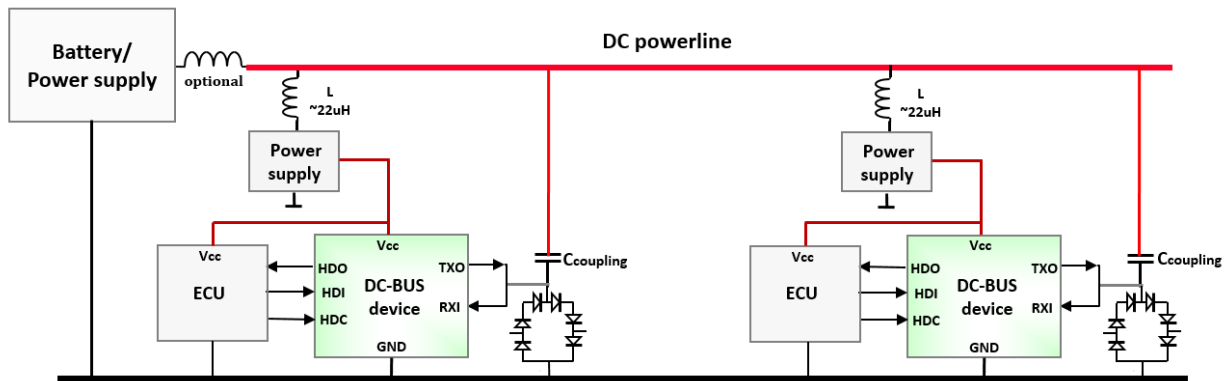 Battery/
Power supply
optional
DC powerline
L
~22uH
Power
supply
Vcc
ECU
HDO
HDI
HDC
Vcc
DC-BUS
device
GND
TXO
RXI
Ccoupling
L
~22uH
Power
supply
Vcc
ECU
HDO
HDI
HDC
Vcc
DC-BUS
device
GND
TXO
RXI
Ccoupling